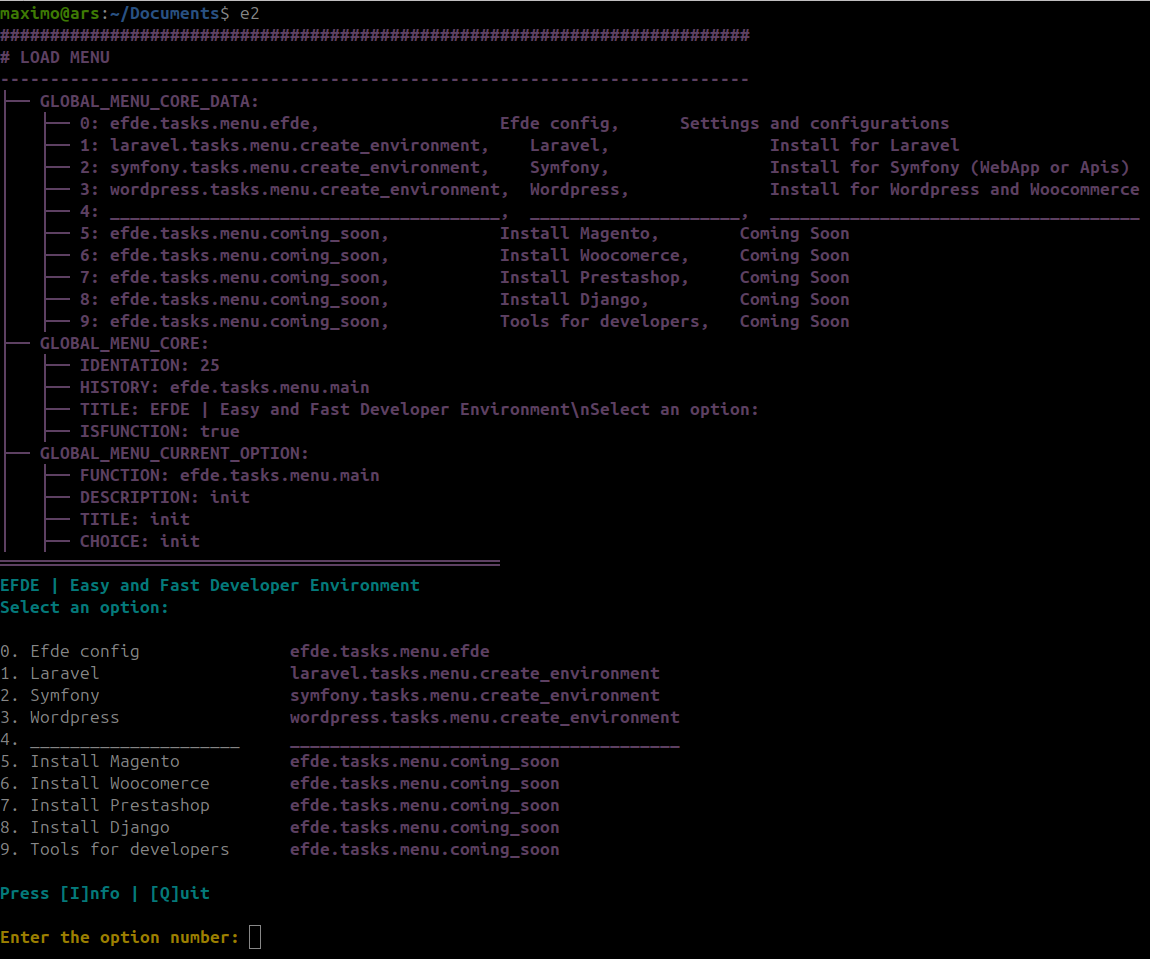 maximo@ars:~/Documents$ e2
###########################################################################
# LOAD MENU
---------------------------------------------------------------------------
├── GLOBAL_MENU_CORE_DATA:
│   ├── 0: efde.tasks.menu.efde,                  Efde config,      Settings and configurations
│   ├── 1: laravel.tasks.menu.create_environment,    Laravel,                Install for Laravel
│   ├── 2: symfony.tasks.menu.create_environment,    Symfony,                Install for Symfony (WebApp or Apis)
│   ├── 3: wordpress.tasks.menu.create_environment,  Wordpress,              Install for Wordpress and Woocommerce
│   ├── 4: _______________________________________,  _____________________,  _____________________________________
│   ├── 5: efde.tasks.menu.coming_soon,           Install Magento,        Coming Soon
│   ├── 6: efde.tasks.menu.coming_soon,           Install Woocomerce,     Coming Soon
│   ├── 7: efde.tasks.menu.coming_soon,           Install Prestashop,     Coming Soon
│   ├── 8: efde.tasks.menu.coming_soon,           Install Django,         Coming Soon
│   ├── 9: efde.tasks.menu.coming_soon,           Tools for developers,   Coming Soon
├── GLOBAL_MENU_CORE:
│   ├── IDENTATION: 25
│   ├── HISTORY: efde.tasks.menu.main
│   ├── TITLE: EFDE | Easy and Fast Developer Environment\nSelect an option:
│   ├── ISFUNCTION: true
├── GLOBAL_MENU_CURRENT_OPTION:
│   ├── FUNCTION: efde.tasks.menu.main
│   ├── DESCRIPTION: init
│   ├── TITLE: init
│   ├── CHOICE: init
══════════════════════════════════════════════════
EFDE | Easy and Fast Developer Environment
Select an option:
0. Efde config               efde.tasks.menu.efde
1. Laravel                   laravel.tasks.menu.create_environment
2. Symfony                   symfony.tasks.menu.create_environment
3. Wordpress                 wordpress.tasks.menu.create_environment
4. _____________________     _______________________________________
5. Install Magento           efde.tasks.menu.coming_soon
6. Install Woocomerce        efde.tasks.menu.coming_soon
7. Install Prestashop        efde.tasks.menu.coming_soon
8. Install Django            efde.tasks.menu.coming_soon
9. Tools for developers      efde.tasks.menu.coming_soon
Press [I]nfo | [Q]uit
Enter the option number: